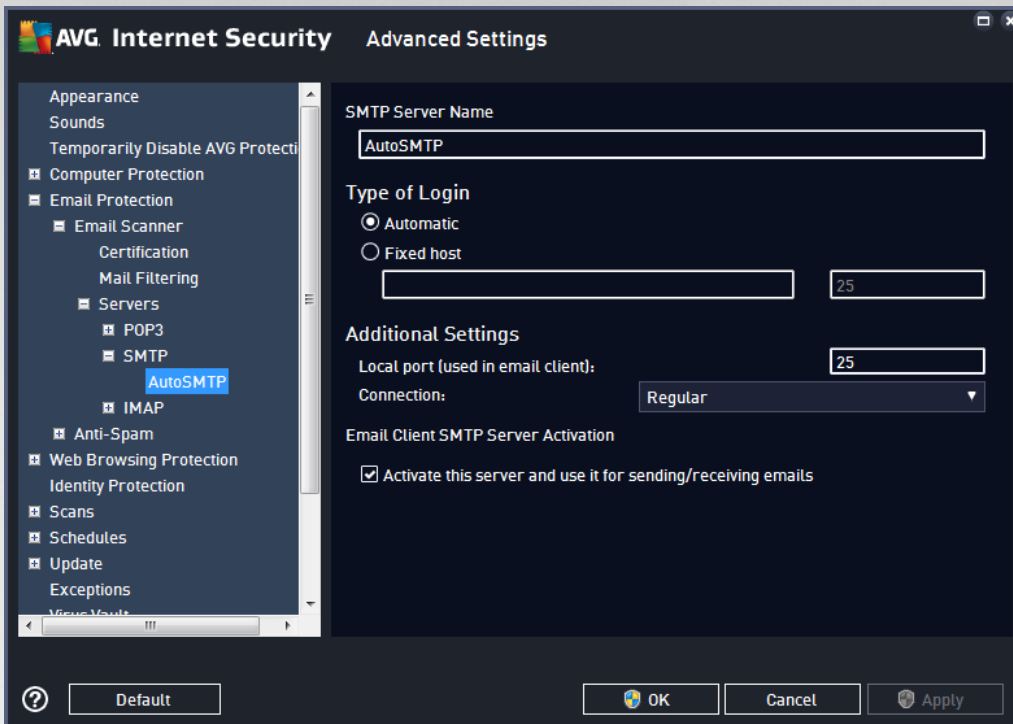 AVG Internet Security Advanced Settings
Appearance
Sounds
Temporarily Disable AVG Protecti
Computer Protection
Email Protection
Email Scanner
Certification
Mail Filtering
Servers
POP3
SMTP
AutoSMTP
IMAP
Anti-Spam
Web Browsing Protection
Identity Protection
Scans
Schedules
Update
Exceptions
Virus Vault
SMTP Server Name
AutoSMTP
Type of Login
Automatic
Fixed host
25
Additional Settings
Local port (used in email client):
25
Connection:
Regular
Email Client SMTP Server Activation
Activate this server and use it for sending/receiving emails
? Default OK Cancel Apply